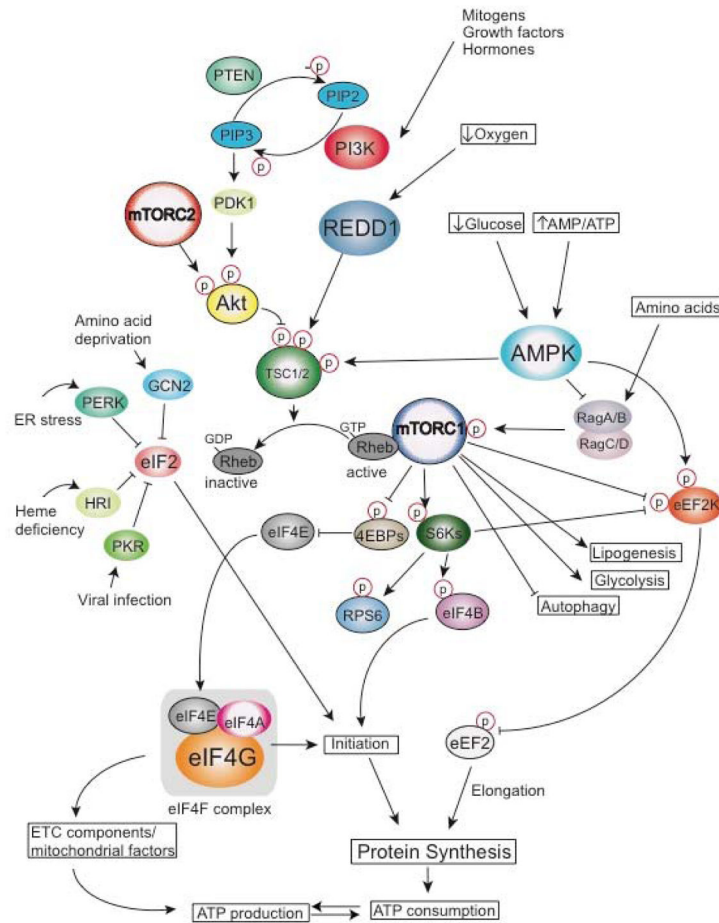 Mitogens
Growth factors
Hormones
PTEN
p
PIP2
PIP3
p
PI3K
↓Oxygen
mTORC2
PDK1
REDD1
↓Glucose
↑AMP/ATP
p
p
Akt
Amino acids
Amino acid
deprivation
p
p
p
TSC1/2
AMPK
GCN2
PERK
ER stress
RagA/B
RagC/D
GDP
GTP
mTORC1
p
Rheb
inactive
Rheb
active
eIF2
p
p
eEF2K
HRI
Heme
deficiency
PKR
Viral infection
eIF4E
p
4EBPs
p
S6Ks
Lipogenesis
Glycolysis
Autophagy
p
RPS6
p
eIF4B
eIF4E
eIF4A
eIF4G
eIF4F complex
Initiation
p
eEF2
Elongation
ETC components/
mitochondrial factors
Protein Synthesis
ATP production
ATP consumption